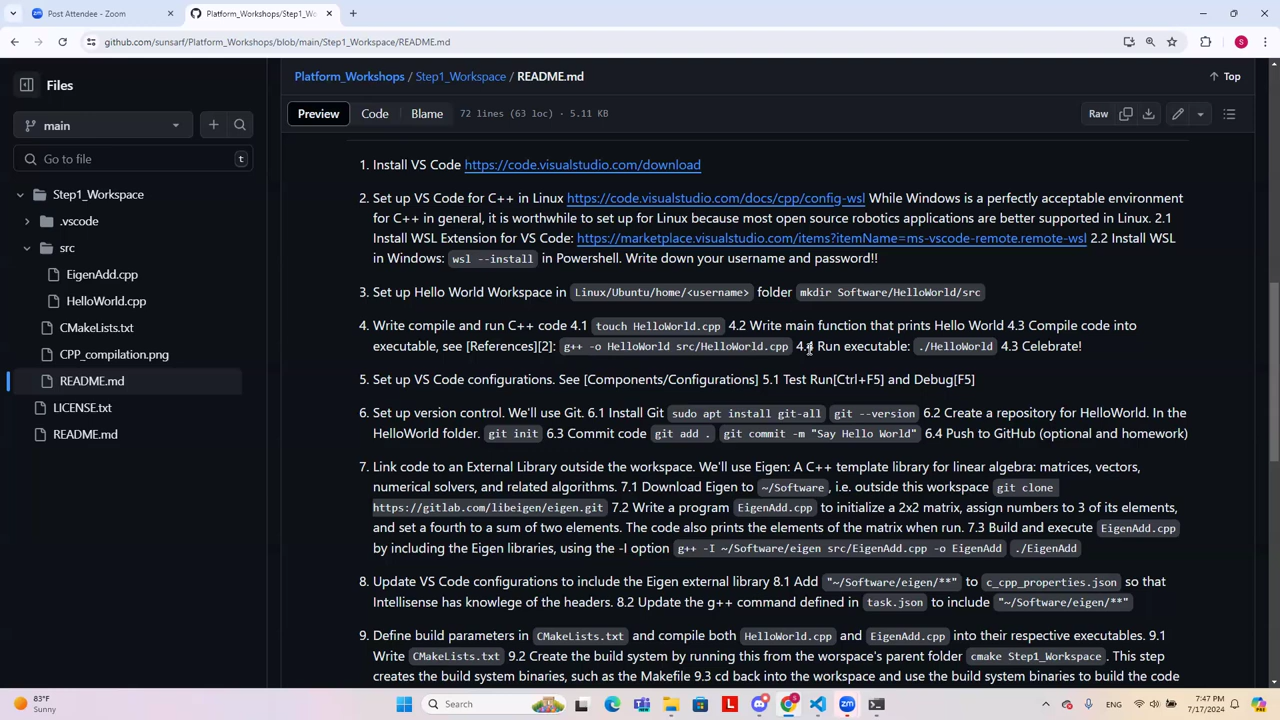 Post Attendee - Zoom
Platform_Workshops/Step1_Wo
github.com/sunsarf/Platform_Workshops/blob/main/Step1_Workspace/README.md
S
Files
Platform_Workshops / Step1_Workspace / README.md
Top
main
Preview
Code
Blame
72 lines (63 loc) · 5.11 KB
Raw
Go to file
t
Step1_Workspace
.vscode
src
EigenAdd.cpp
HelloWorld.cpp
CMakeLists.txt
CPP_compilation.png
README.md
LICENSE.txt
README.md
1. Install VS Code https://code.visualstudio.com/download
2. Set up VS Code for C++ in Linux https://code.visualstudio.com/docs/cpp/config-wsl While Windows is a perfectly acceptable environment
for C++ in general, it is worthwhile to set up for Linux because most open source robotics applications are better supported in Linux. 2.1
Install WSL Extension for VS Code: https://marketplace.visualstudio.com/items?itemName=ms-vscode-remote.remote-wsl 2.2 Install WSL
in Windows: wsl --install in Powershell. Write down your username and password!!
3. Set up Hello World Workspace in Linux/Ubuntu/home/<username> folder mkdir Software/HelloWorld/src
4. Write compile and run C++ code 4.1 touch HelloWorld.cpp 4.2 Write main function that prints Hello World 4.3 Compile code into
executable, see [References][2]: g++ -o HelloWorld src/HelloWorld.cpp 4.4 Run executable: ./HelloWorld 4.3 Celebrate!
5. Set up VS Code configurations. See [Components/Configurations] 5.1 Test Run[Ctrl+F5] and Debug[F5]
6. Set up version control. We'll use Git. 6.1 Install Git sudo apt install git-all git --version 6.2 Create a repository for HelloWorld. In the
HelloWorld folder. git init 6.3 Commit code git add . git commit -m "Say Hello World" 6.4 Push to GitHub (optional and homework)
7. Link code to an External Library outside the workspace. We'll use Eigen: A C++ template library for linear algebra: matrices, vectors,
numerical solvers, and related algorithms. 7.1 Download Eigen to ~/Software, i.e. outside this workspace git clone
https://gitlab.com/libeigen/eigen.git 7.2 Write a program EigenAdd.cpp to initialize a 2x2 matrix, assign numbers to 3 of its elements,
and set a fourth to a sum of two elements. The code also prints the elements of the matrix when run. 7.3 Build and execute EigenAdd.cpp
by including the Eigen libraries, using the -I option g++ -I ~/Software/eigen src/EigenAdd.cpp -o EigenAdd ./EigenAdd
8. Update VS Code configurations to include the Eigen external library 8.1 Add "~/Software/eigen/**" to c_cpp_properties.json so that
Intellisense has knowlege of the headers. 8.2 Update the g++ command defined in task.json to include "~/Software/eigen/**"
9. Define build parameters in CMakeLists.txt and compile both HelloWorld.cpp and EigenAdd.cpp into their respective executables. 9.1
Write CMakeLists.txt 9.2 Create the build system by running this from the worspace's parent folder cmake Step1_Workspace. This step
creates the build system binaries, such as the Makefile 9.3 cd back into the workspace and use the build system binaries to build the code
83°F
Sunny
Search
L
ENG
7:47 PM
7/17/2024